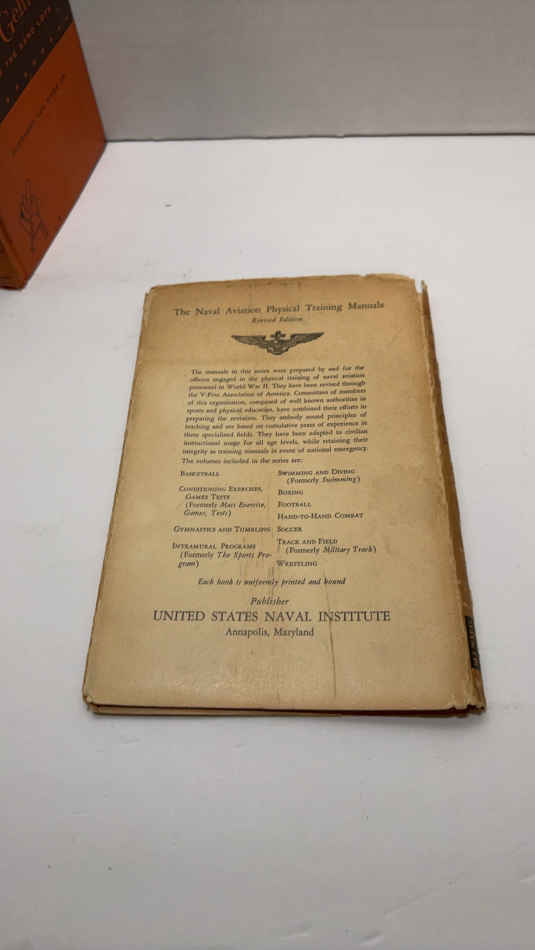 The Naval Aviation Physical Training Manuals
Revised Edition
The manuals in this series were prepared by and for the
officers engaged in the physical training of naval aviation
personnel in World War II. They have been revised through
the V-Five Association of America. Committees of members
of this organization, composed of well known authorities in
sports and physical education, have combined their efforts in
preparing the revision. They embody sound principles of
teaching and are based on cumulative years of experience in
these specialized fields. They have been adapted to civilian
instructional usage for all age levels, while retaining their
integrity as training manuals in event of national emergency.
The volumes included in the series are:
BASKETBALL
CONDITIONING EXERCISES,
GAMES TESTS
(Formerly Mass Exercise,
Games, Tests)
GYMNASTICS AND TUMBLING
INTRAMURAL PROGRAMS
(Formerly The Sports Pro-
gram)
SWIMMING AND DIVING
(Formerly Swimming)
BOXING
FOOTBALL
HAND-TO-HAND COMBAT
SOCCER
TRACK AND FIELD
(Formerly Military Track)
WRESTLING
Each book is uniformly printed and bound
Publisher
UNITED STATES NAVAL INSTITUTE
Annapolis, Maryland